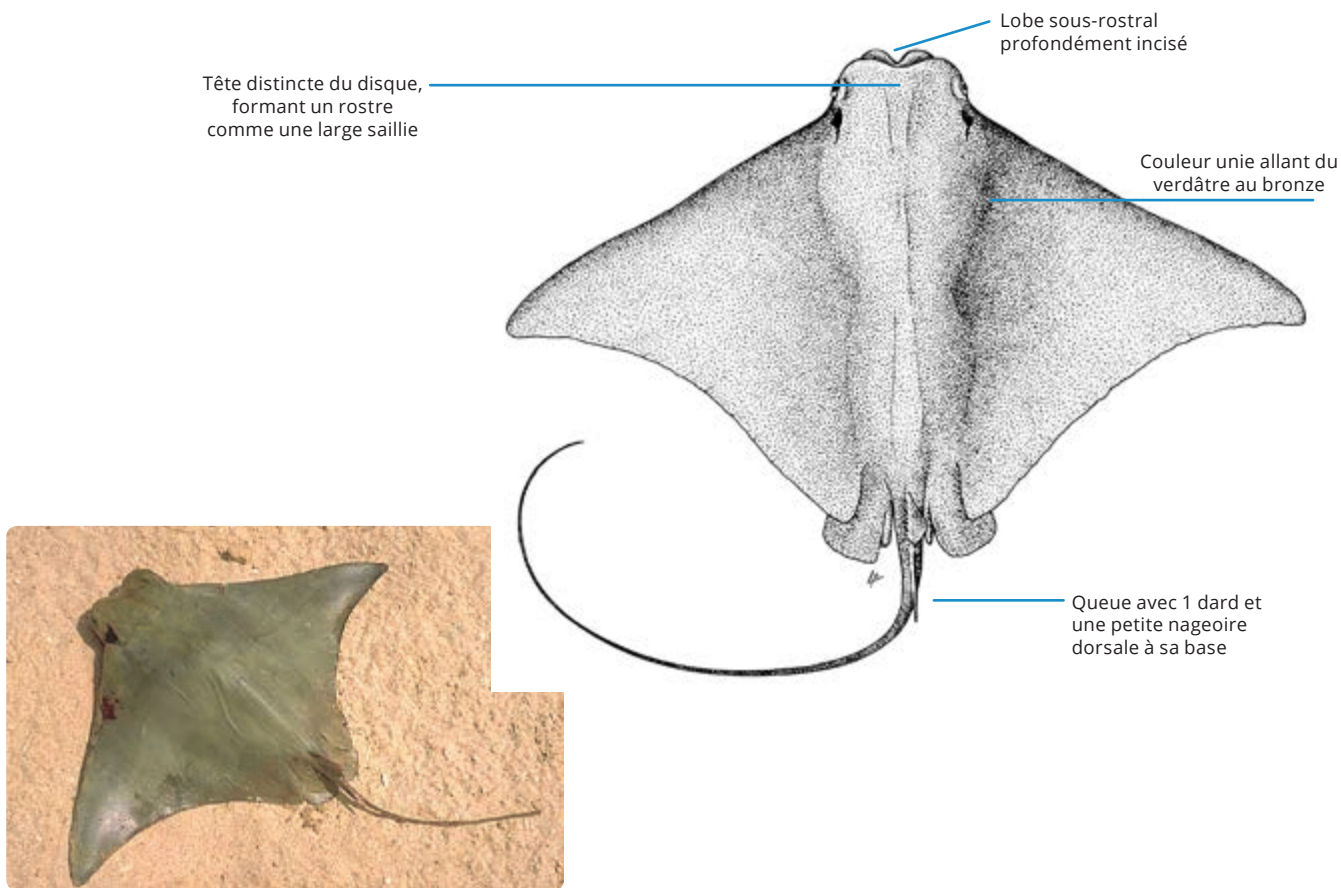 Lobe sous-rostral
profondément incisé
Tête distincte du disque,
formant un rostre
comme une large saillie
Couleur unie allant du
verdâtre au bronze
Queue avec 1 dard et
une petite nageoire
dorsale à sa base